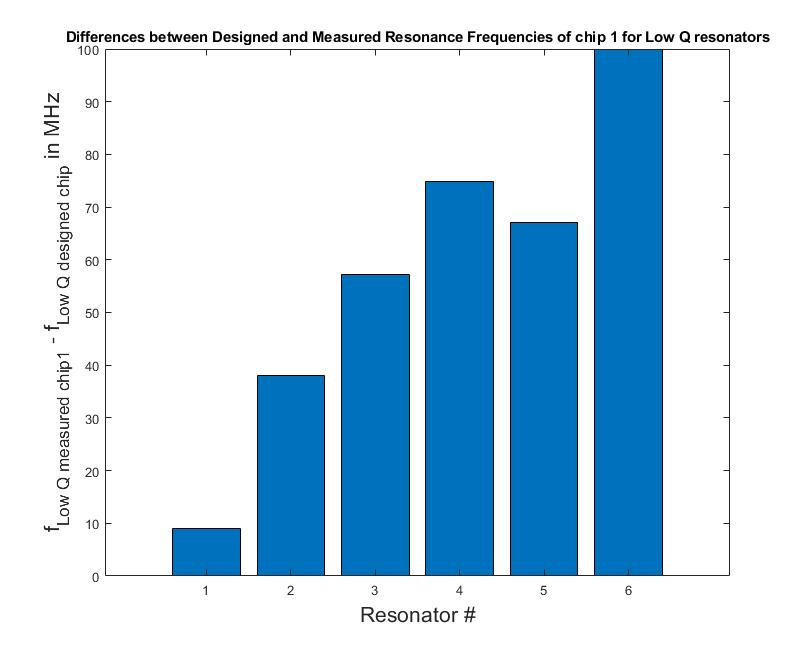 Differences between Designed and Measured Resonance Frequencies of chip 1 for Low Q resonators
f_Low Q measured chip1 - f_Low Q designed chip in MHz
100
90
80
70
60
50
40
30
20
10
0
1 2 3 4 5 6
Resonator #